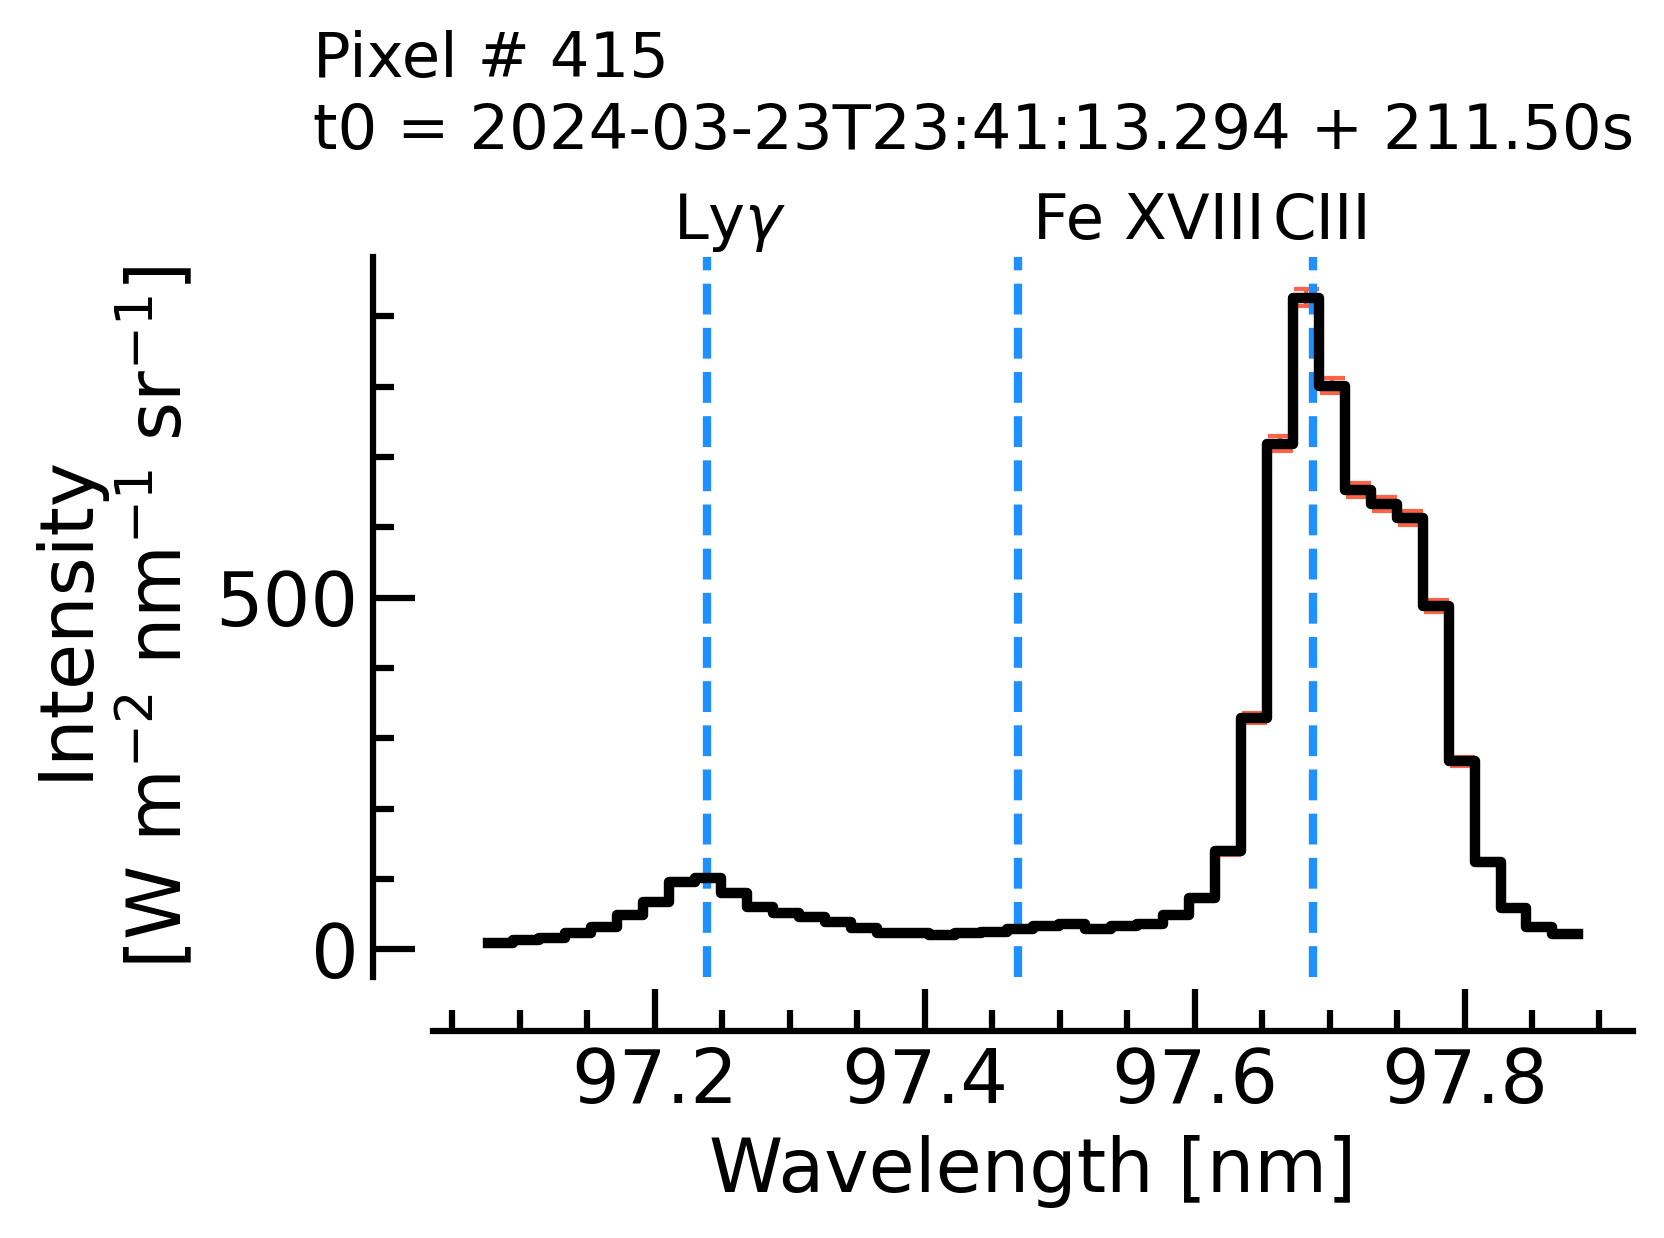 Pixel # 415
t0 = 2024-03-23T23:41:13.294 + 211.50s
Lyγ Fe XVIII CIII
Intensity
[W m⁻² nm⁻¹ sr⁻¹]
500
0
97.2 97.4 97.6 97.8
Wavelength [nm]